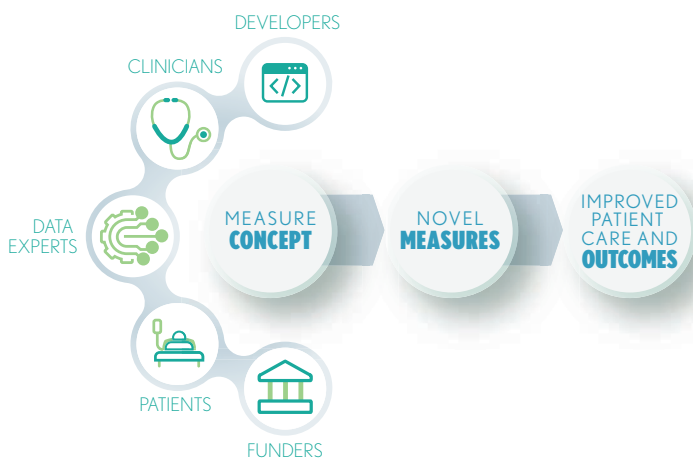 DEVELOPERS
CLINICIANS
</>
DATA
EXPERTS
MEASURE
CONCEPT
NOVEL
MEASURES
IMPROVED
PATIENT
CARE AND
OUTCOMES
PATIENTS
FUNDERS